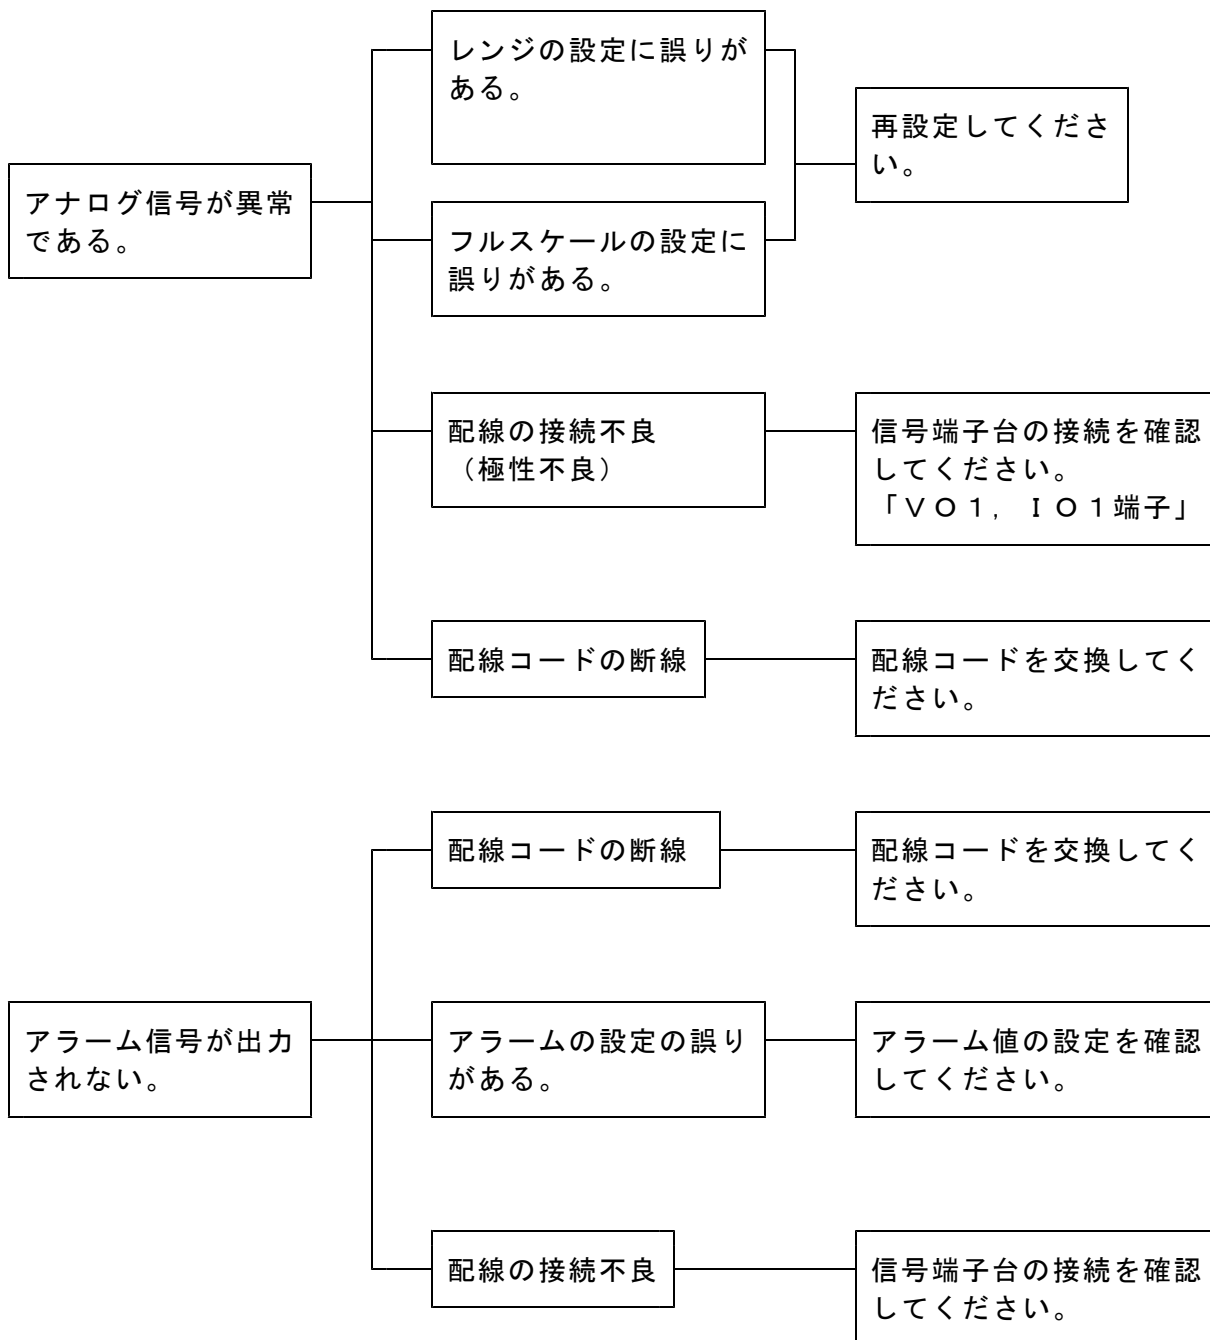 レンジの設定に誤りが
ある。
再設定してくださ
い。
アナログ信号が異常
である。
フルスケールの設定に
誤りがある。
配線の接続不良
（極性不良）
信号端子台の接続を確認
してください。
「ＶＯ１，ＩＯ１端子」
配線コードの断線
配線コードを交換してく
ださい。
配線コードの断線
配線コードを交換してく
ださい。
アラーム信号が出力
されない。
アラームの設定の誤り
がある。
アラーム値の設定を確認
してください。
配線の接続不良
信号端子台の接続を確認
してください。